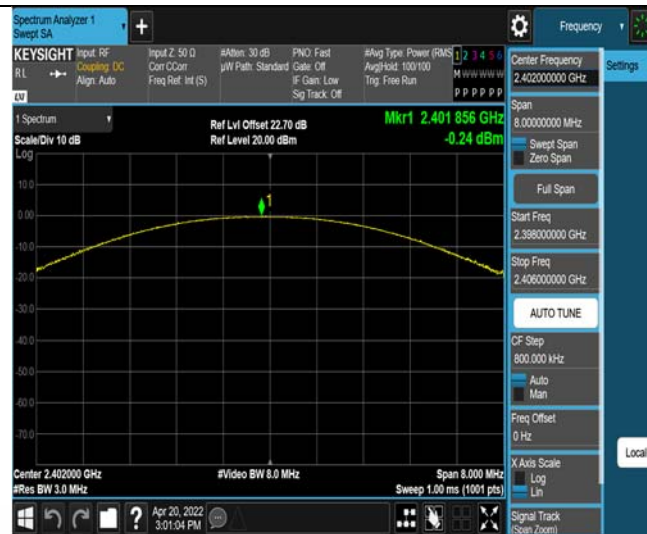 Spectrum Analyzer 1
Swept SA
Frequency
KEYSIGHT
RL
Input: RF
Coupling: DC
Align: Auto
Input Z: 50 Ω
Corr CCorr
Freq Ref: Int (S)
#Atten: 30 dB
µW Path: Standard
PNO: Fast
Gate: Off
IF Gain: Low
Sig Track: Off
#Avg Type: Power (RMS
Avg|Hold: 100/100
Trig: Free Run
1 2 3 4 5 6
M W W W W W
P P P P P P
1 Spectrum
Scale/Div 10 dB
Log
Ref Lvl Offset 22.70 dB
Ref Level 20.00 dBm
Mkr1 2.401 856 GHz
-0.24 dBm
1
10.0
0.00
-10.0
-20.0
-30.0
-40.0
-50.0
-60.0
-70.0
Center 2.402000 GHz
#Res BW 3.0 MHz
#Video BW 8.0 MHz
Span 8.000 MHz
Sweep 1.00 ms (1001 pts)
Apr 20, 2022
3:01:04 PM
Center Frequency
2.402000000 GHz
Span
8.00000000 MHz
Swept Span
Zero Span
Full Span
Start Freq
2.398000000 GHz
Stop Freq
2.406000000 GHz
AUTO TUNE
CF Step
800.000 kHz
Auto
Man
Freq Offset
0 Hz
X Axis Scale
Log
Lin
Signal Track
(Span Zoom)
Settings
Local